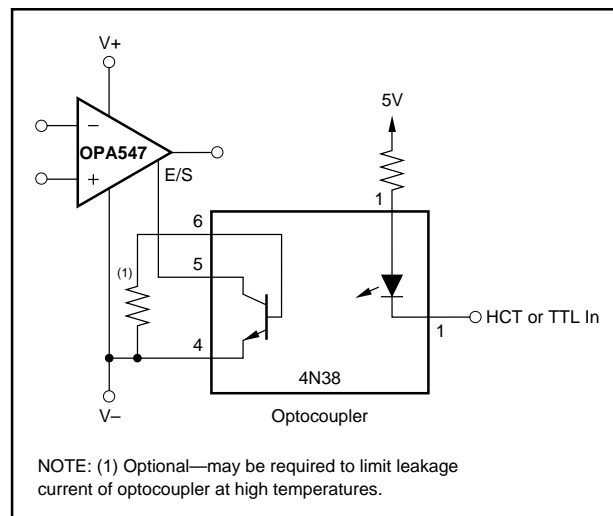 V+
5V
−
OPA547
+
E/S
1
6
(1)
5
HCT or TTL In
1
4
4N38
V–
Optocoupler
NOTE: (1) Optional—may be required to limit leakage
current of optocoupler at high temperatures.